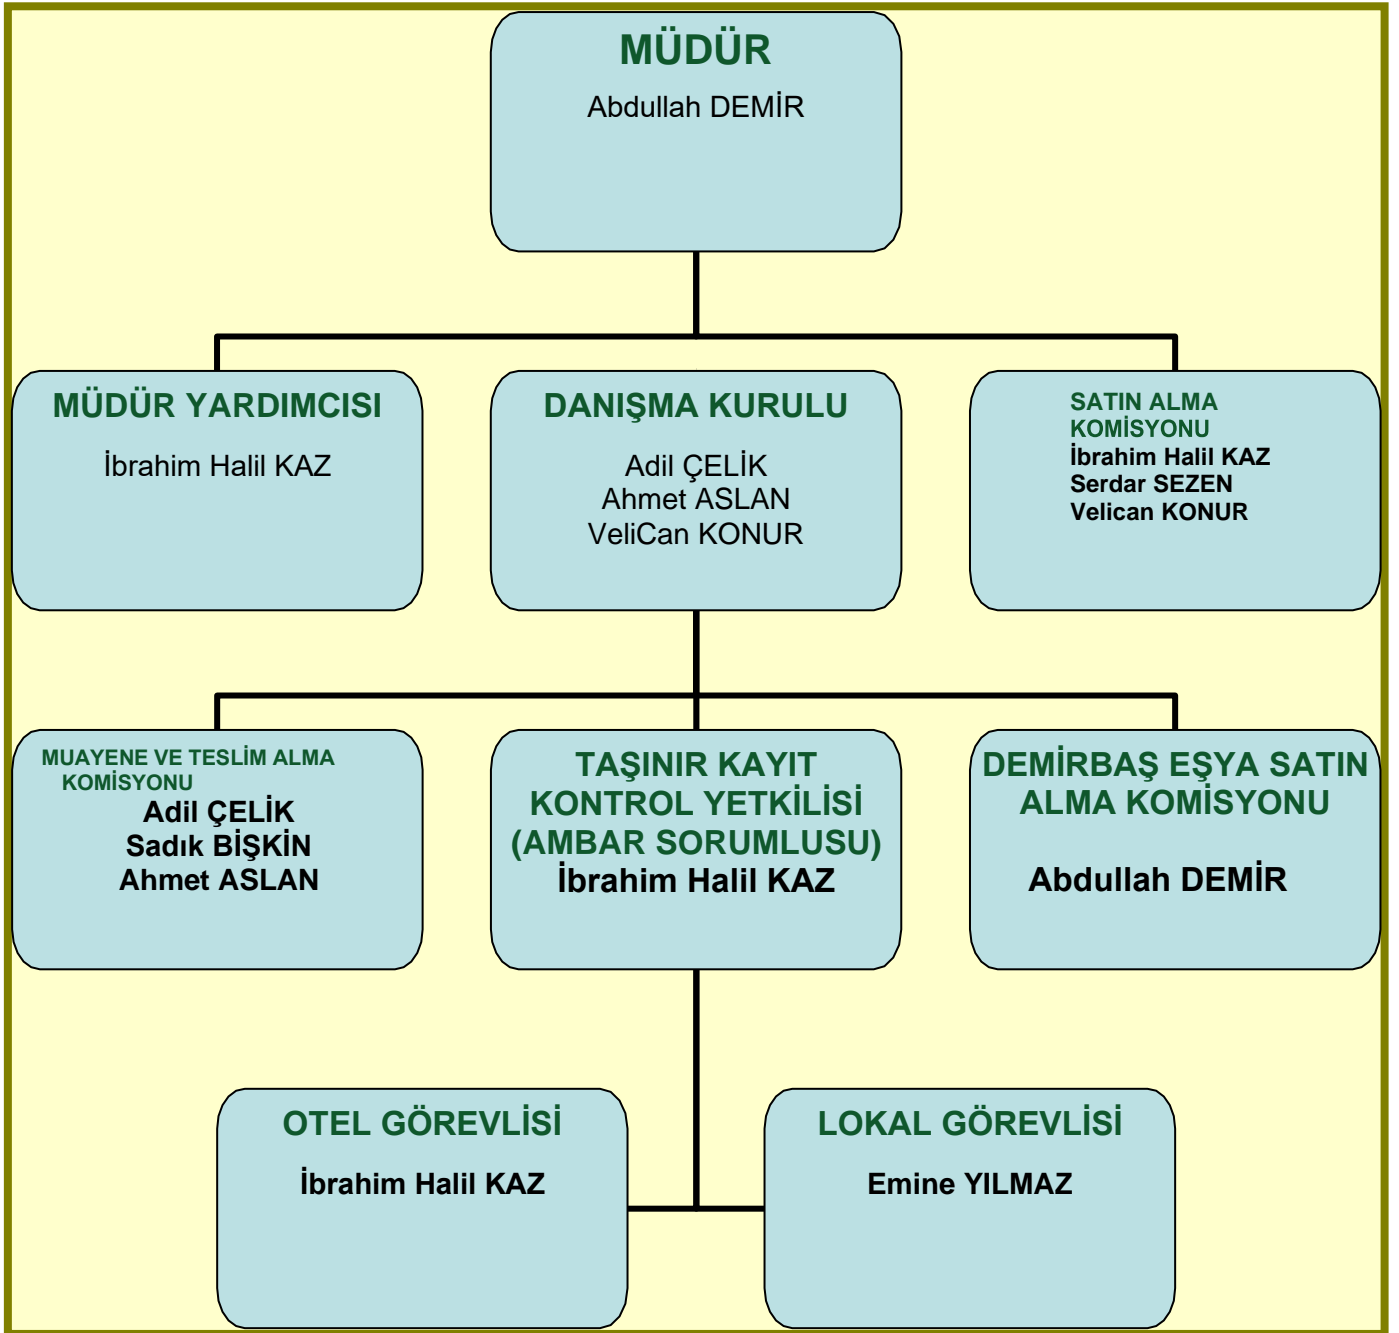 MÜDÜR
Abdullah DEMİR
MÜDÜR YARDIMCISI
İbrahim Halil KAZ
DANIŞMA KURULU
Adil ÇELİK
Ahmet ASLAN
VeliCan KONUR
SATIN ALMA
KOMİSYONU
İbrahim Halil KAZ
Serdar SEZEN
Velican KONUR
MUAYENE VE TESLİM ALMA
KOMİSYONU
Adil ÇELİK
Sadık BİŞKİN
Ahmet ASLAN
TAŞINIR KAYIT
KONTROL YETKİLİSİ
(AMBAR SORUMLUSU)
İbrahim Halil KAZ
DEMİRBAŞ EŞYA SATIN
ALMA KOMİSYONU
Abdullah DEMİR
OTEL GÖREVLİSİ
İbrahim Halil KAZ
LOKAL GÖREVLİSİ
Emine YILMAZ